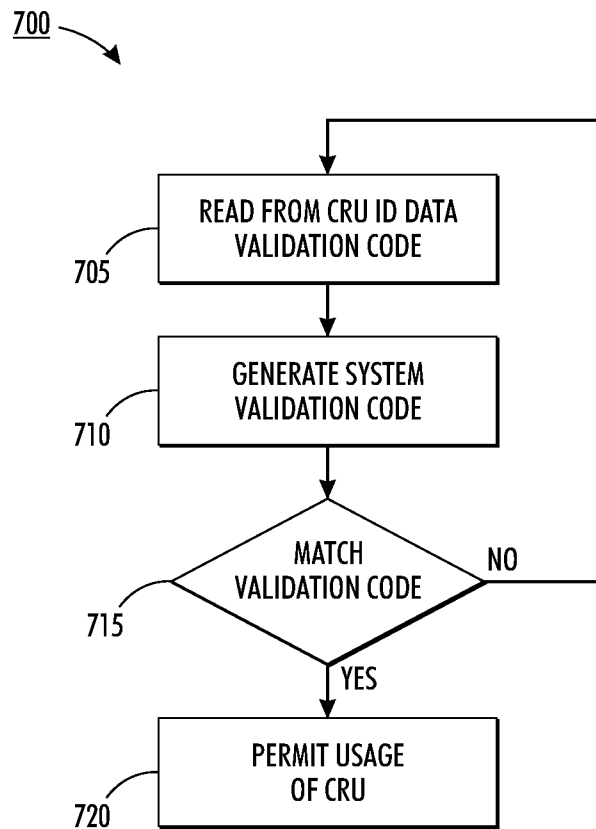 700
READ FROM CRU ID DATA
VALIDATION CODE
705
GENERATE SYSTEM
VALIDATION CODE
710
MATCH
VALIDATION CODE
NO
715
YES
PERMIT USAGE
OF CRU
720